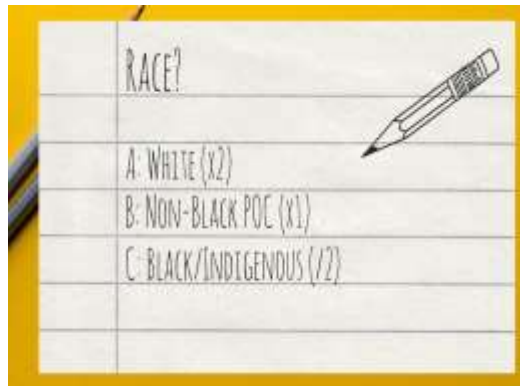 RACE?
A: WHITE (X2)
B: NON-BLACK POC (X1)
C: BLACK/INDIGENOUS (/2)